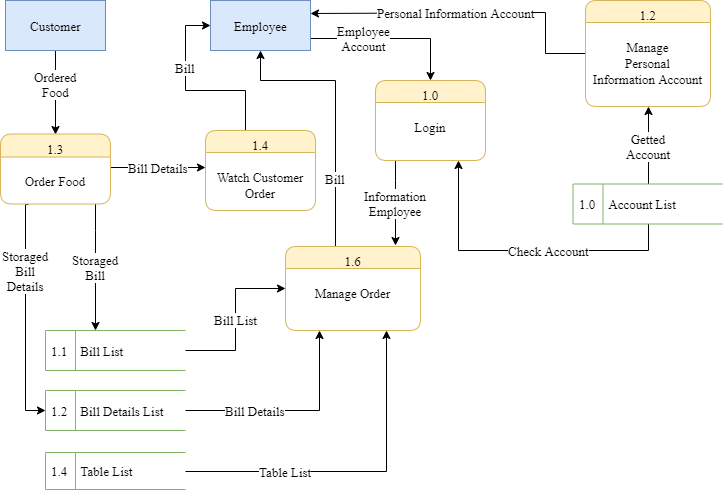 Customer
Employee
Personal Information Account
Employee
Account
1.2
Manage
Personal
Information Account
Bill
Ordered
Food
1.0
Login
1.3
Order Food
Bill Details
1.4
Watch Customer
Order
Bill
Getted
Account
Information
Employee
1.0
Account List
Check Account
Storaged
Bill
Details
Storaged
Bill
1.6
Manage Order
Bill List
1.1
Bill List
1.2
Bill Details List
Bill Details
1.4
Table List
Table List